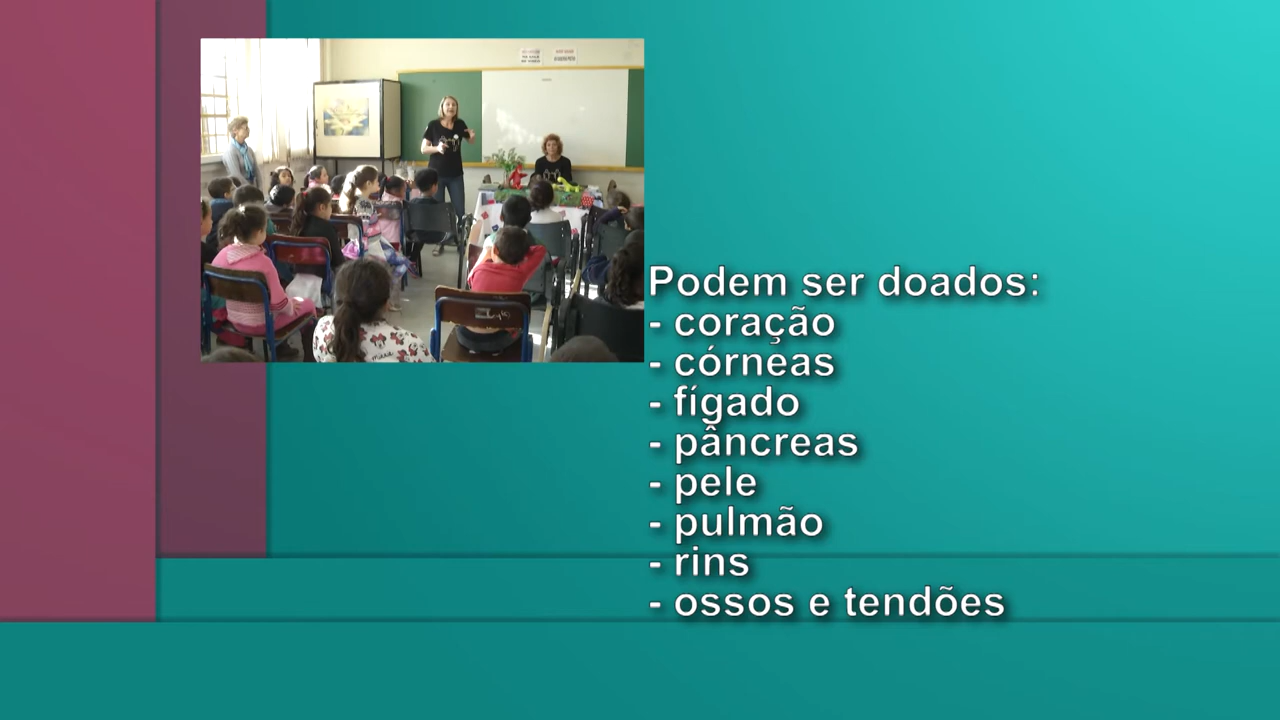 Podem ser doados:
- coração
- córneas
- fígado
- pâncreas
- pele
- pulmão
- rins
- ossos e tendões